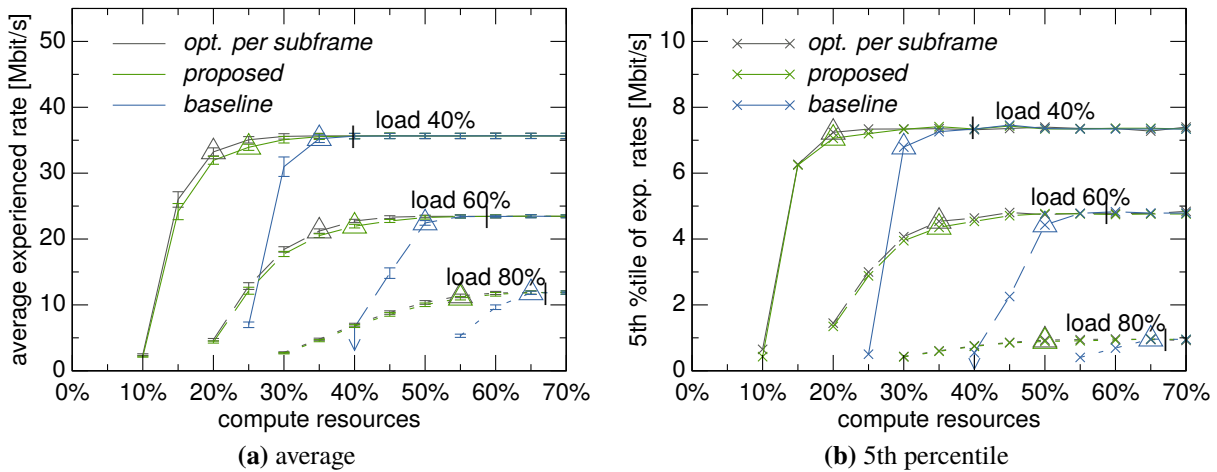 average experienced rate [Mbit/s]
50
40
30
20
10
0
opt. per subframe
proposed
baseline
load 40%
load 60%
load 80%
0% 10% 20% 30% 40% 50% 60% 70%
compute resources
(a) average
5th %tile of exp. rates [Mbit/s]
10
8
6
4
2
0
opt. per subframe
proposed
baseline
load 40%
load 60%
load 80%
0% 10% 20% 30% 40% 50% 60% 70%
compute resources
(b) 5th percentile